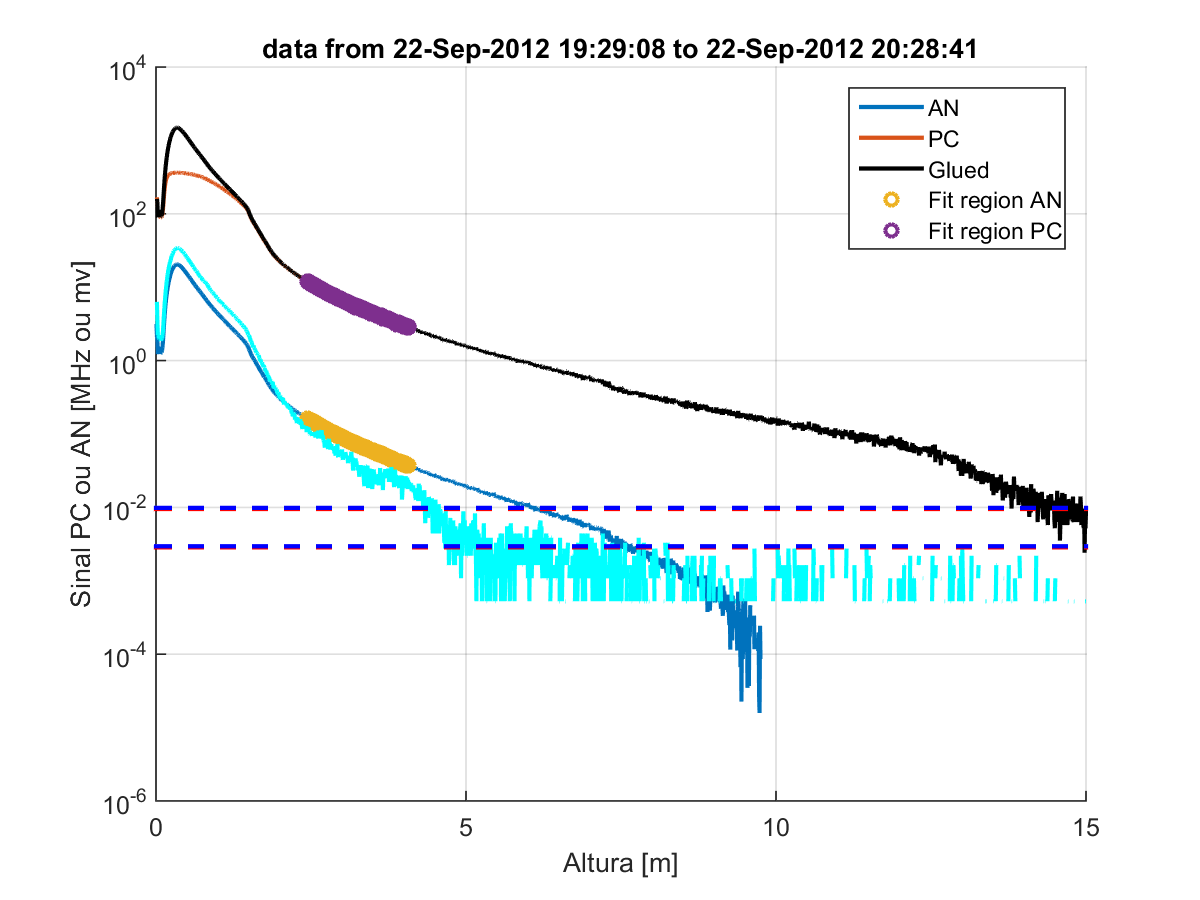 data from 22-Sep-2012 19:29:08 to 22-Sep-2012 20:28:41
10^4
10^2
10^0
10^-2
10^-4
10^-6
Sinal PC ou AN [MHz ou mv]
AN
PC
Glued
Fit region AN
Fit region PC
0 5 10 15
Altura [m]